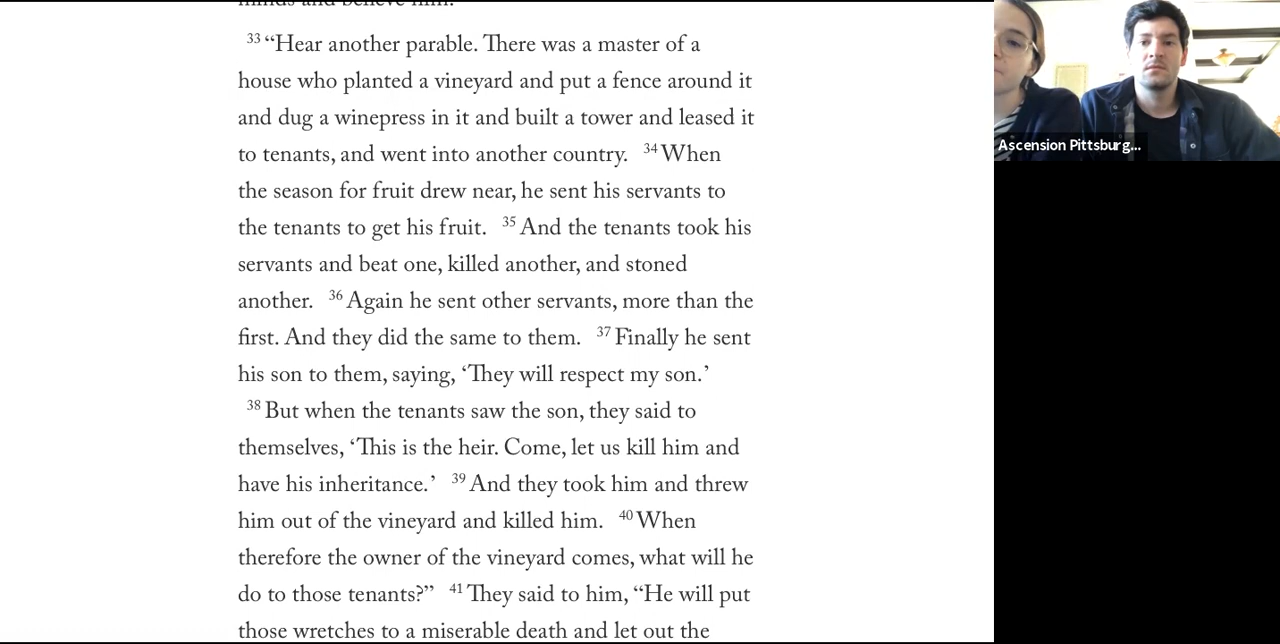 minds and believe him.
33 “Hear another parable. There was a master of a
house who planted a vineyard and put a fence around it
and dug a winepress in it and built a tower and leased it
to tenants, and went into another country. 34 When
the season for fruit drew near, he sent his servants to
the tenants to get his fruit. 35 And the tenants took his
servants and beat one, killed another, and stoned
another. 36 Again he sent other servants, more than the
first. And they did the same to them. 37 Finally he sent
his son to them, saying, ‘They will respect my son.’
38 But when the tenants saw the son, they said to
themselves, ‘This is the heir. Come, let us kill him and
have his inheritance.’ 39 And they took him and threw
him out of the vineyard and killed him. 40 When
therefore the owner of the vineyard comes, what will he
do to those tenants?” 41 They said to him, “He will put
those wretches to a miserable death and let out the
Ascension Pittsburg...